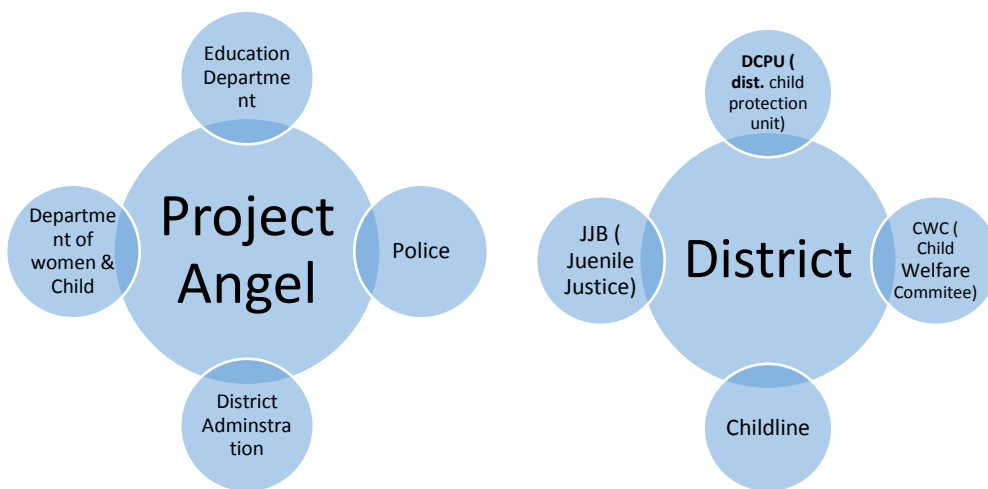 Education
Departme
nt
Project
Angel
Departme
nt of
women &
Child
Police
District
Adminstra
tion
DCPU (
dist. child
protection
unit)
District
JJB (
Juenile
Justice)
CWC (
Child
Welfare
Commitee)
Childline